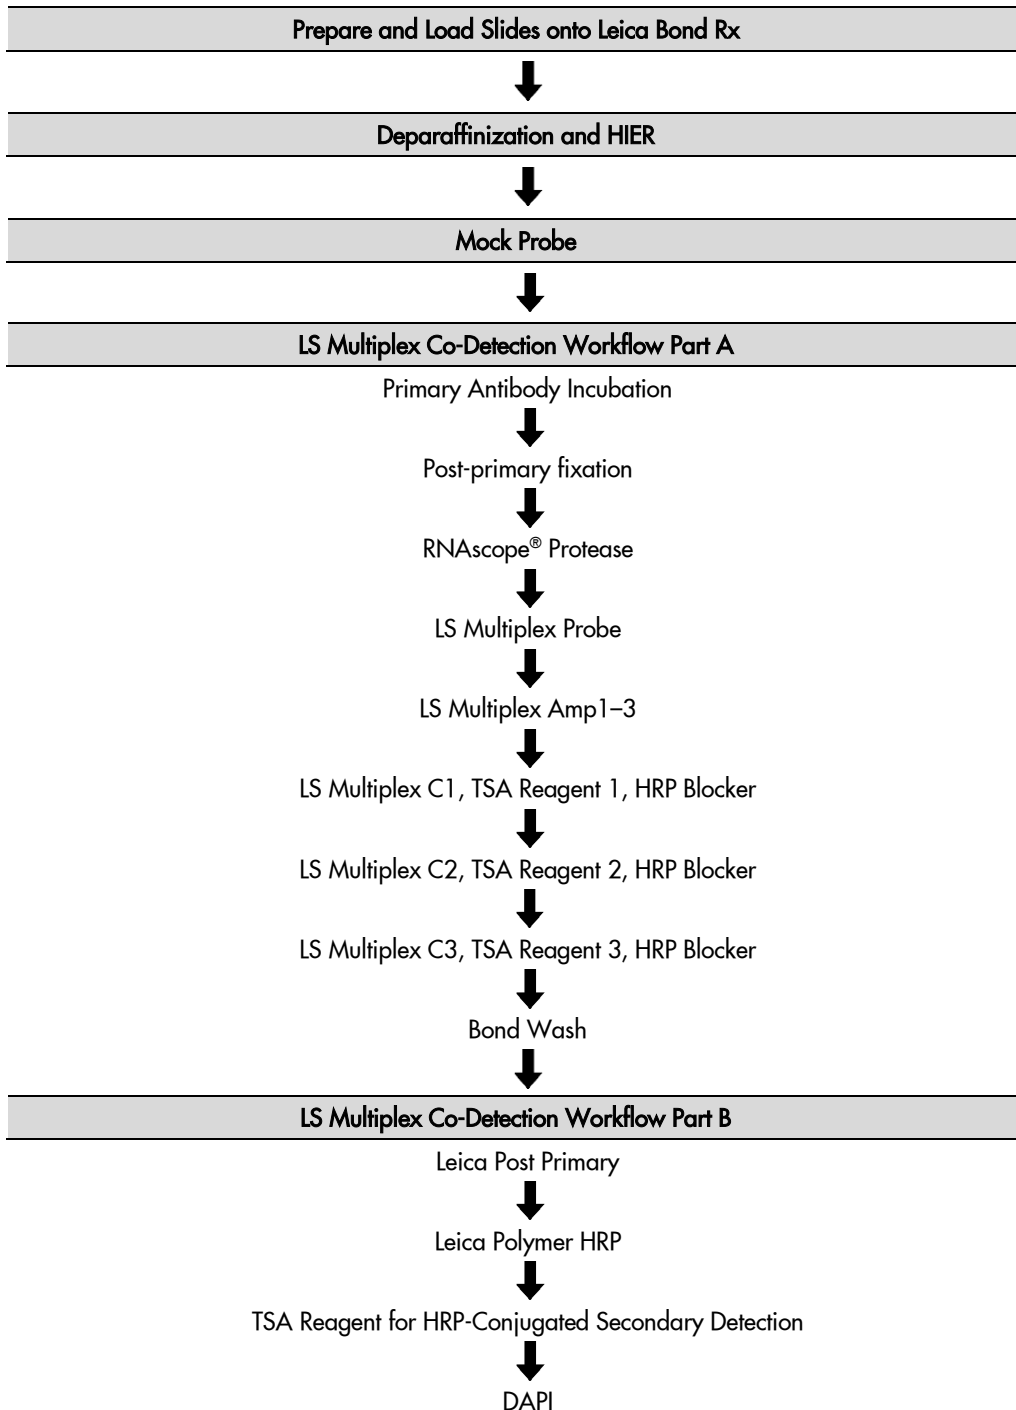 Prepare and Load Slides onto Leica Bond Rx
Deparaffinization and HIER
Mock Probe
LS Multiplex Co-Detection Workflow Part A
Primary Antibody Incubation
Post-primary fixation
RNAscope® Protease
LS Multiplex Probe
LS Multiplex Amp1–3
LS Multiplex C1, TSA Reagent 1, HRP Blocker
LS Multiplex C2, TSA Reagent 2, HRP Blocker
LS Multiplex C3, TSA Reagent 3, HRP Blocker
Bond Wash
LS Multiplex Co-Detection Workflow Part B
Leica Post Primary
Leica Polymer HRP
TSA Reagent for HRP-Conjugated Secondary Detection
DAPI